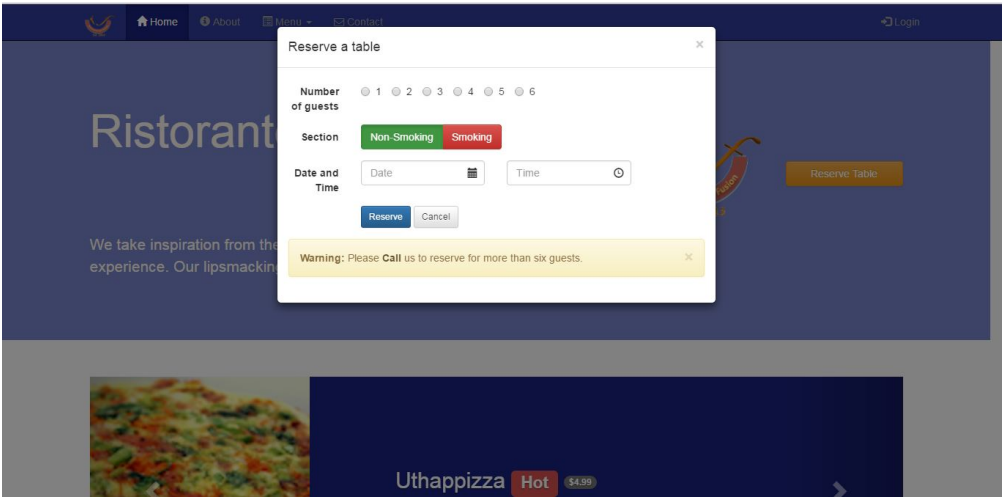 Home About Menu Contact Login
Reserve a table ×
Number of guests 1 2 3 4 5 6
Section Non-Smoking Smoking
Date and Time Date Time
Reserve Cancel
Warning: Please Call us to reserve for more than six guests. ×
Ristorant
Reserve Table
We take inspiration from the
experience. Our lipsmacking
Uthappizza Hot $4.99